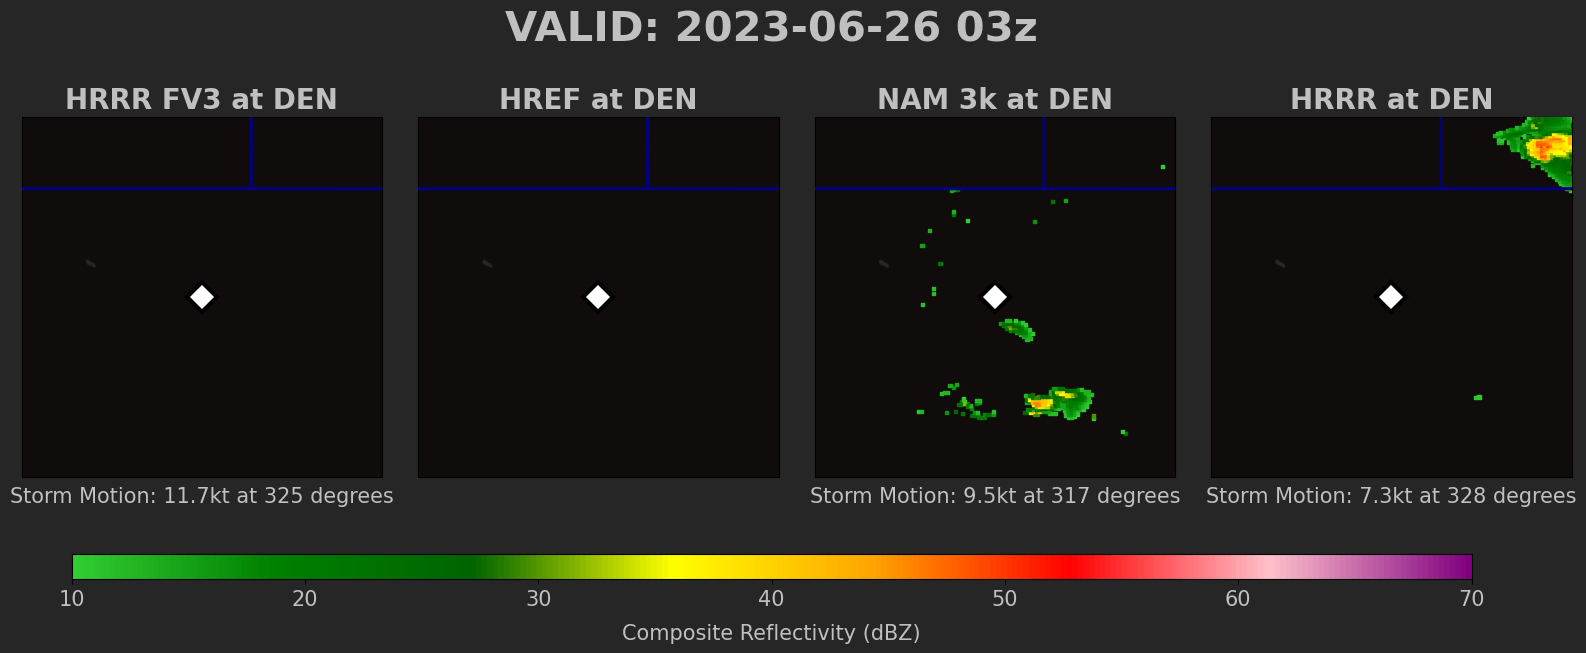 VALID: 2023-06-26 03z
HRRR FV3 at DEN
HREF at DEN
NAM 3k at DEN
HRRR at DEN
Storm Motion: 11.7kt at 325 degrees
Storm Motion: 9.5kt at 317 degrees
Storm Motion: 7.3kt at 328 degrees
10 20 30 40 50 60 70
Composite Reflectivity (dBZ)